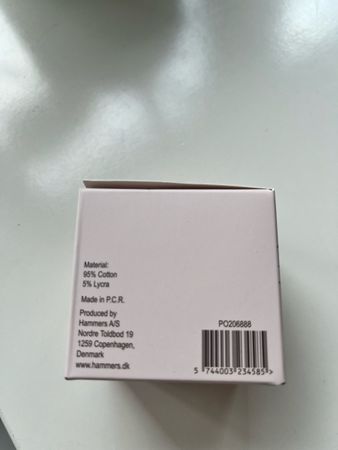 Material:
95% Cotton
5% Lycra
Made in P.C.R.
Produced by
Hammers A/S
Nordre Toldbod 19
1259 Copenhagen,
Denmark
www.hammers.dk
PO206888
5 744003 234585 >